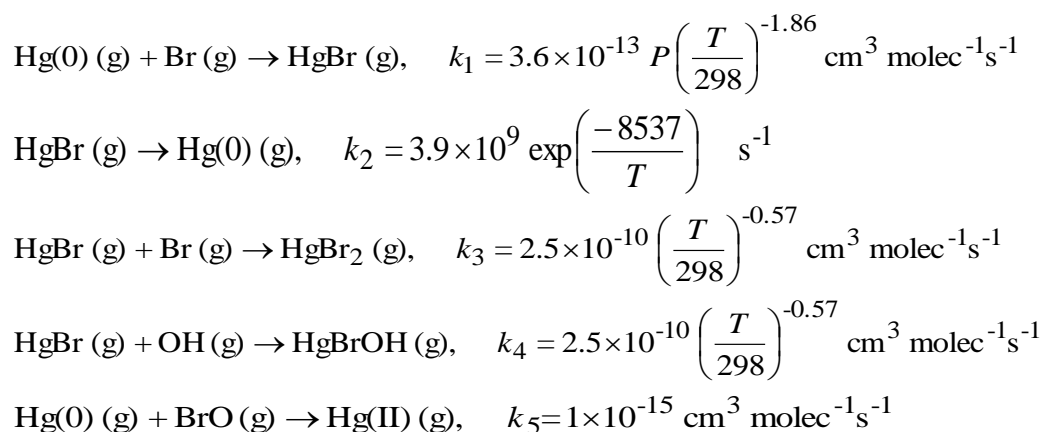 Hg(0) (g) + Br (g) → HgBr (g), k₁ = 3.6×10⁻¹³ P(T/298)⁻¹·⁸⁶ cm³ molec⁻¹s⁻¹
HgBr (g) → Hg(0) (g), k₂ = 3.9×10⁹ exp(−8537/T) s⁻¹
HgBr (g) + Br (g) → HgBr₂ (g), k₃ = 2.5×10⁻¹⁰ (T/298)⁻⁰·⁵⁷ cm³ molec⁻¹s⁻¹
HgBr (g) + OH (g) → HgBrOH (g), k₄ = 2.5×10⁻¹⁰ (T/298)⁻⁰·⁵⁷ cm³ molec⁻¹s⁻¹
Hg(0) (g) + BrO (g) → Hg(II) (g), k₅=1×10⁻¹⁵ cm³ molec⁻¹s⁻¹